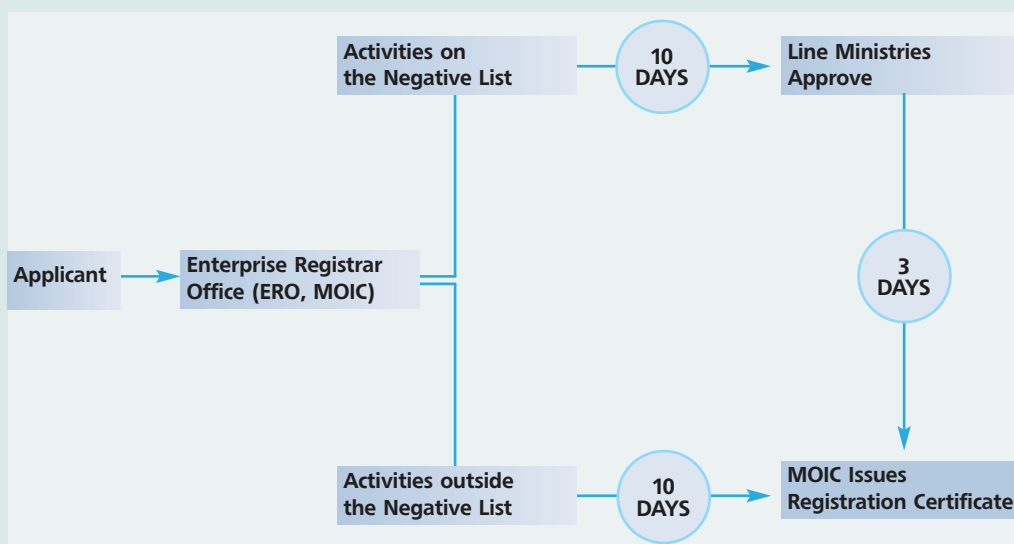 Activities on
the Negative List
10
DAYS
Line Ministries
Approve
Applicant
Enterprise Registrar
Office (ERO, MOIC)
3
DAYS
Activities outside
the Negative List
10
DAYS
MOIC Issues
Registration Certificate